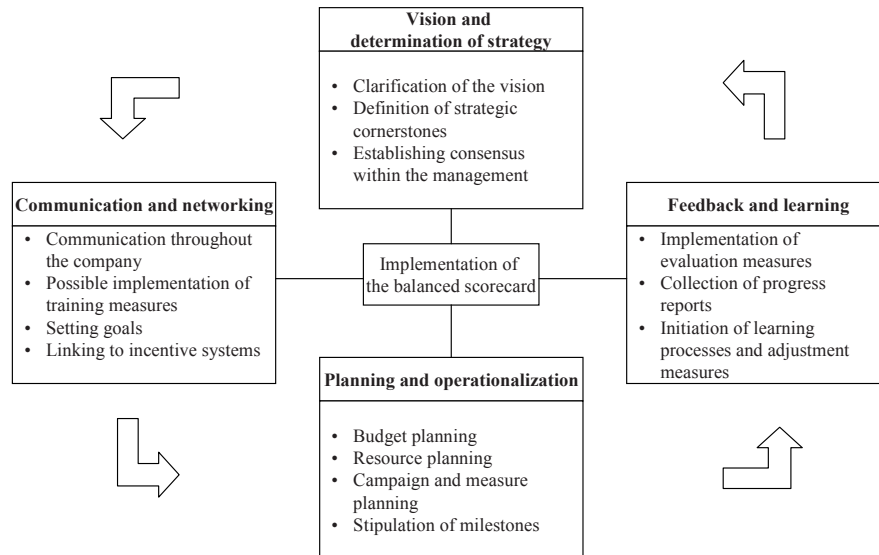 Vision and
determination of strategy
• Clarification of the vision
• Definition of strategic
cornerstones
• Establishing consensus
within the management
Communication and networking
• Communication throughout
the company
• Possible implementation of
training measures
• Setting goals
• Linking to incentive systems
Implementation of
the balanced scorecard
Feedback and learning
• Implementation of
evaluation measures
• Collection of progress
reports
• Initiation of learning
processes and adjustment
measures
Planning and operationalization
• Budget planning
• Resource planning
• Campaign and measure
planning
• Stipulation of milestones